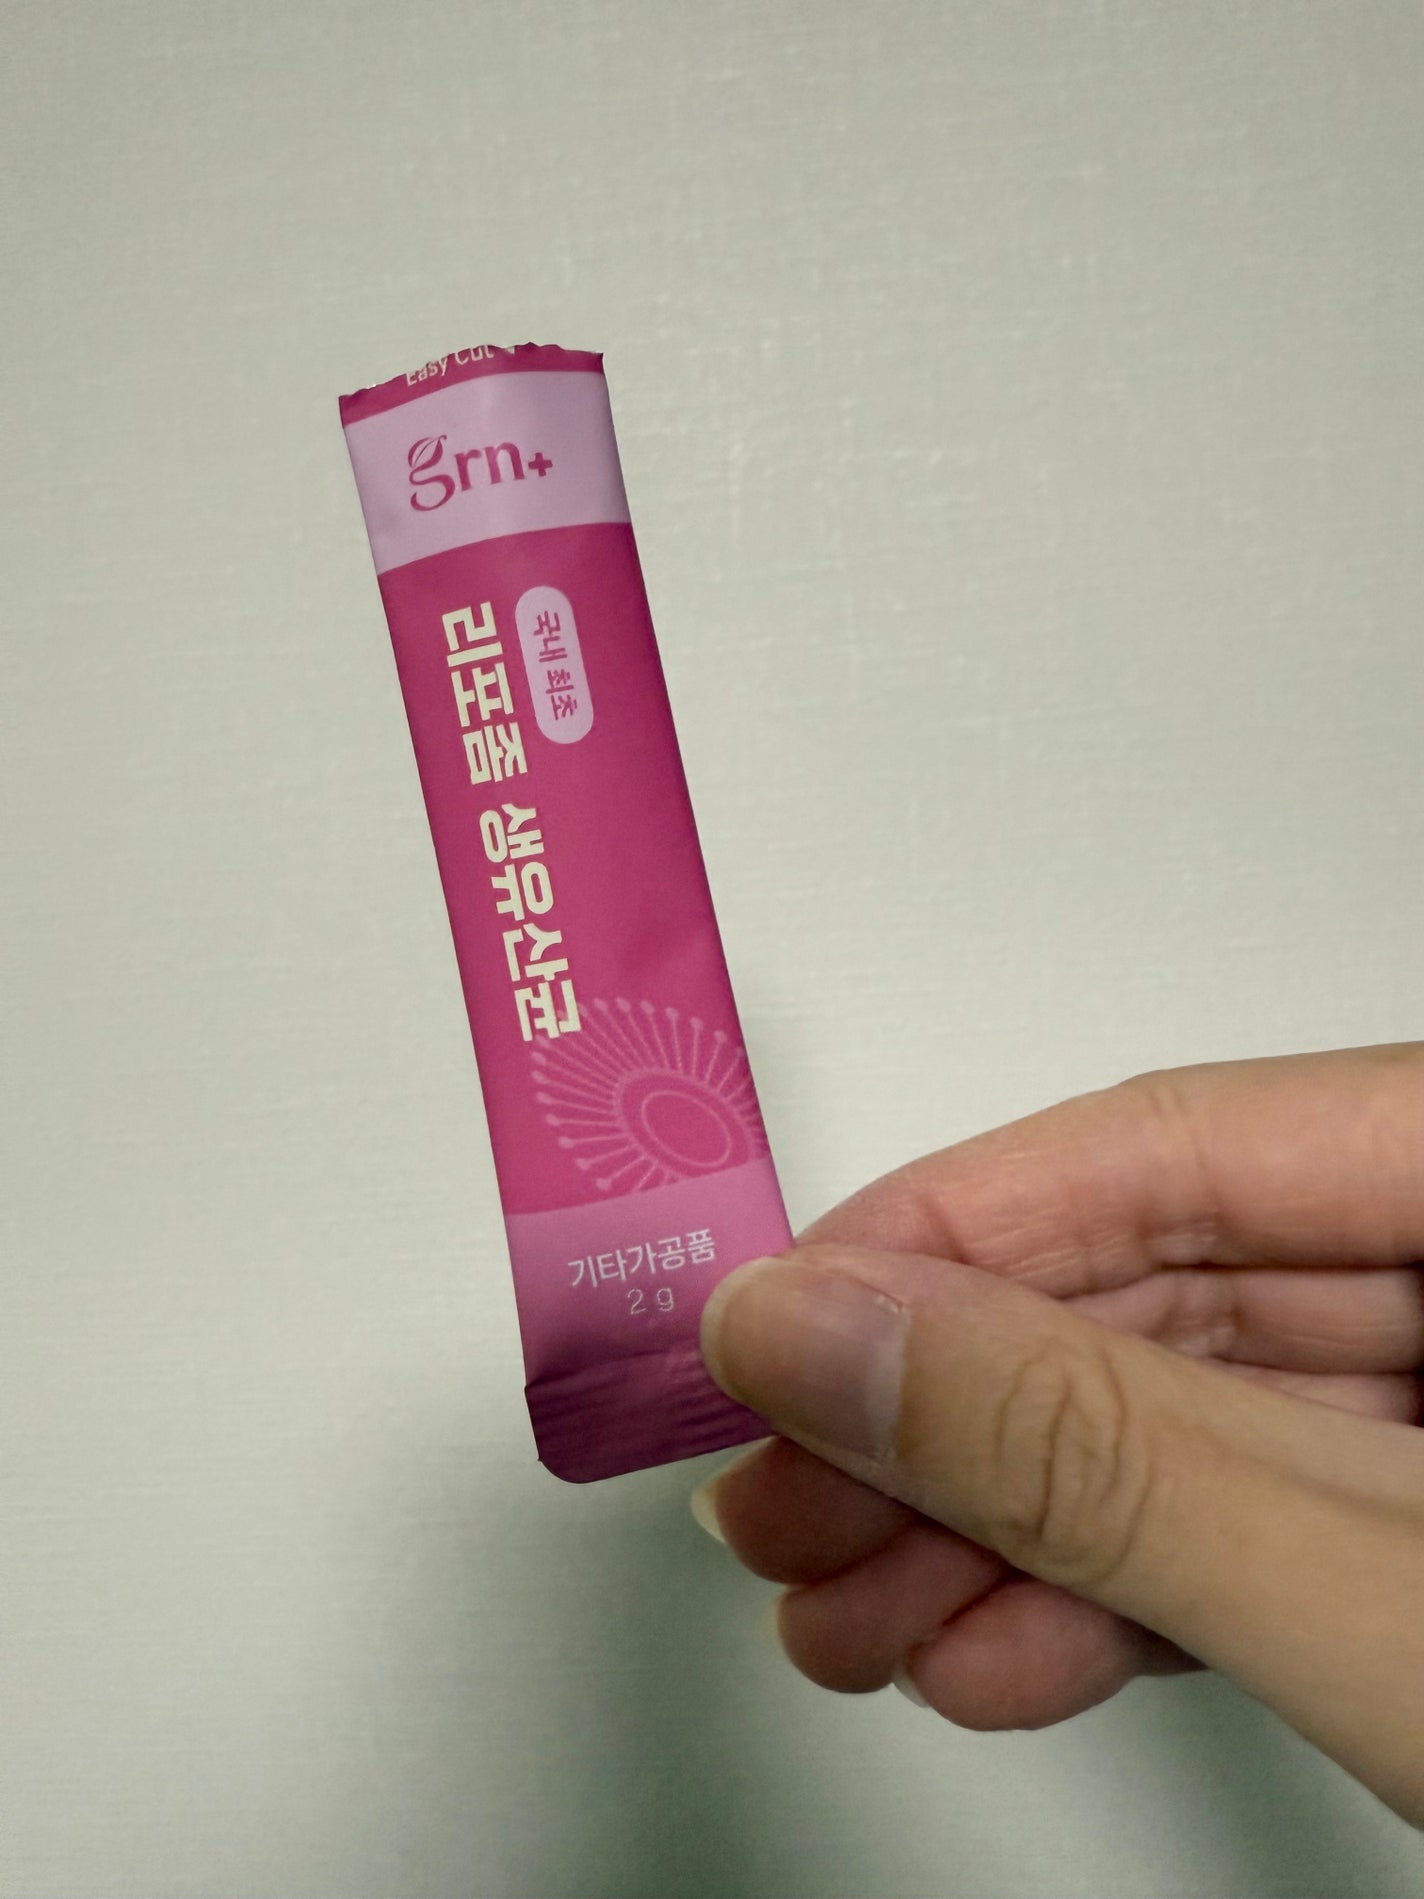 Easy Cut
grn+
국내 최초
리포좀 생유산균
기타가공품
2 g